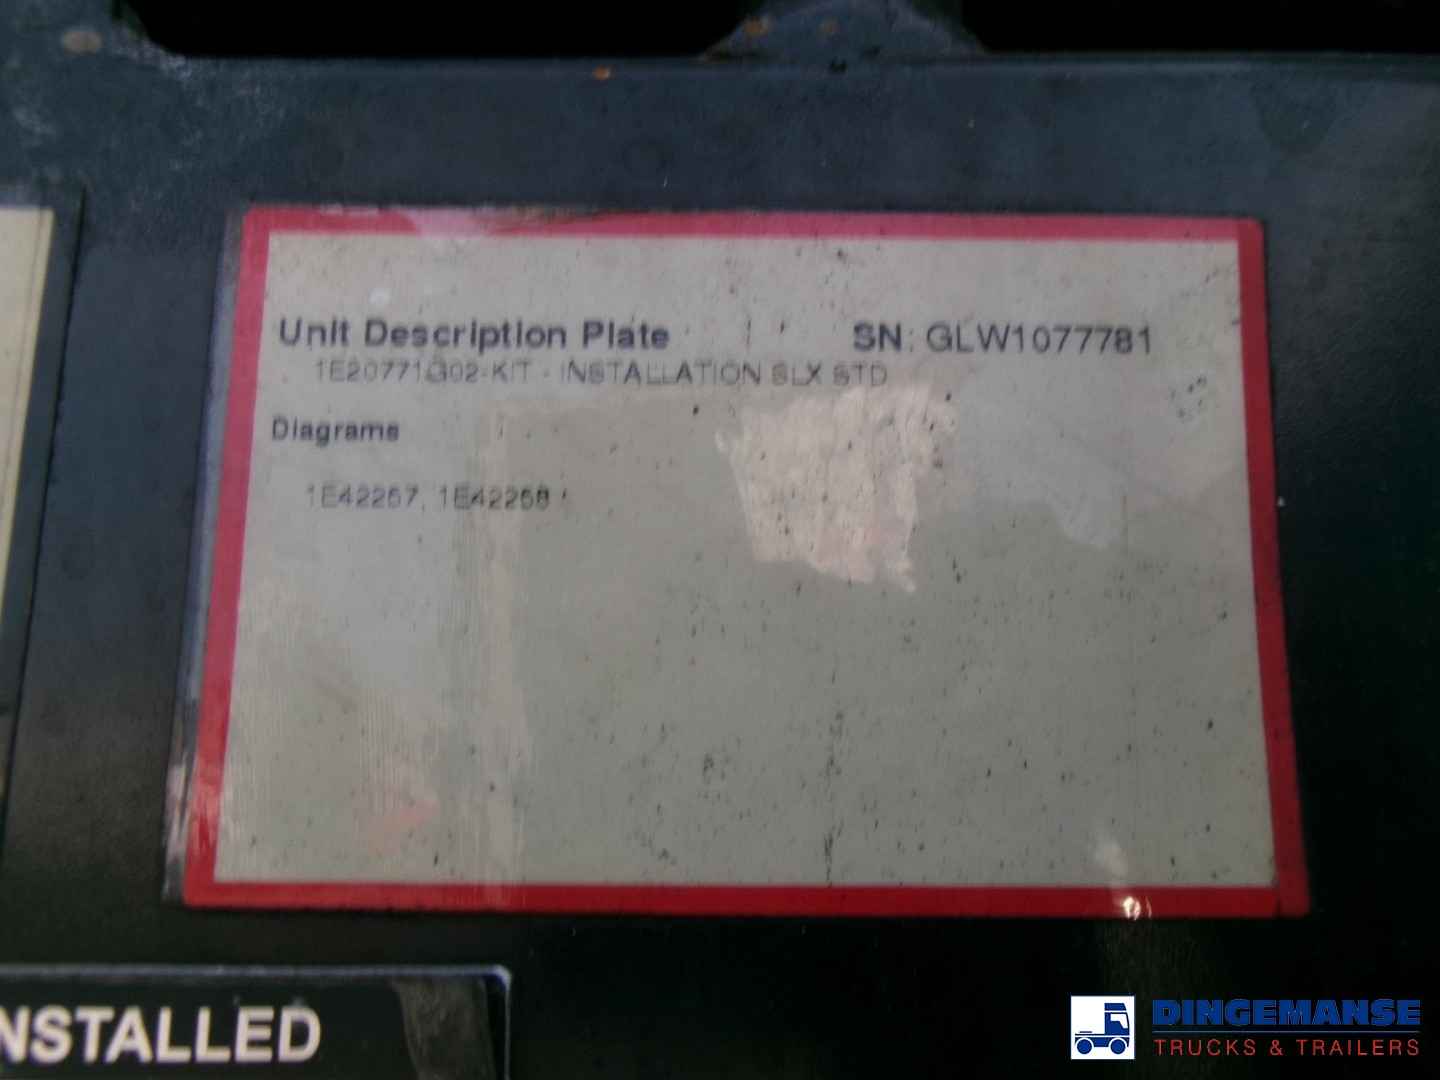 Unit Description Plate SN: GLW1077781
1E20771G02-KIT - INSTALLATION SLX STD
Diagrams
1E42257, 1E42258
NSTALLED
DINGEMANSE
TRUCKS & TRAILERS